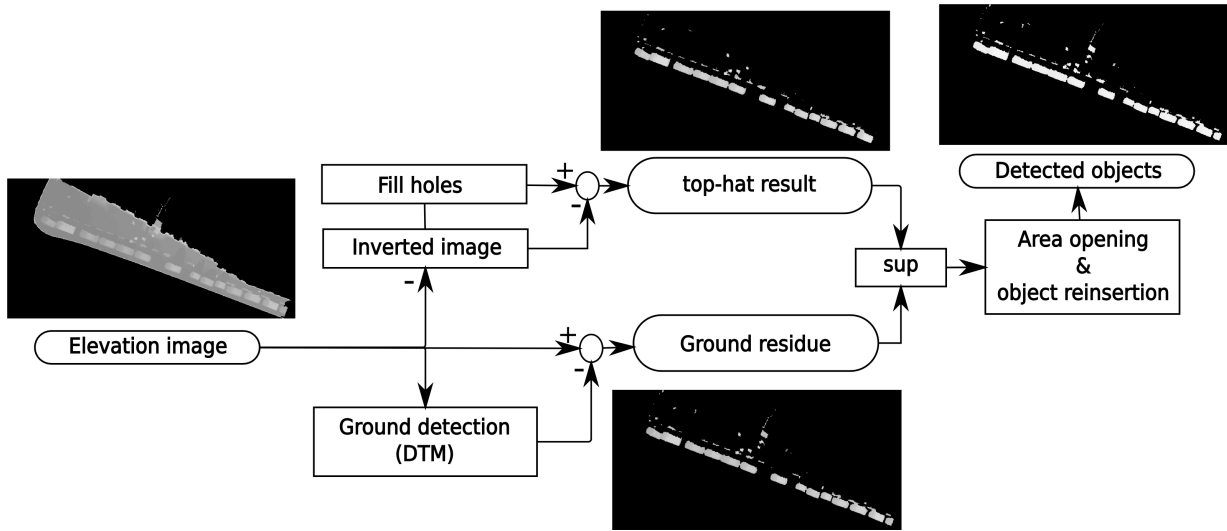 Detected objects
Fill holes
+
-
top-hat result
Inverted image
Area opening
&
object reinsertion
sup
-
Elevation image
+
-
Ground residue
Ground detection
(DTM)